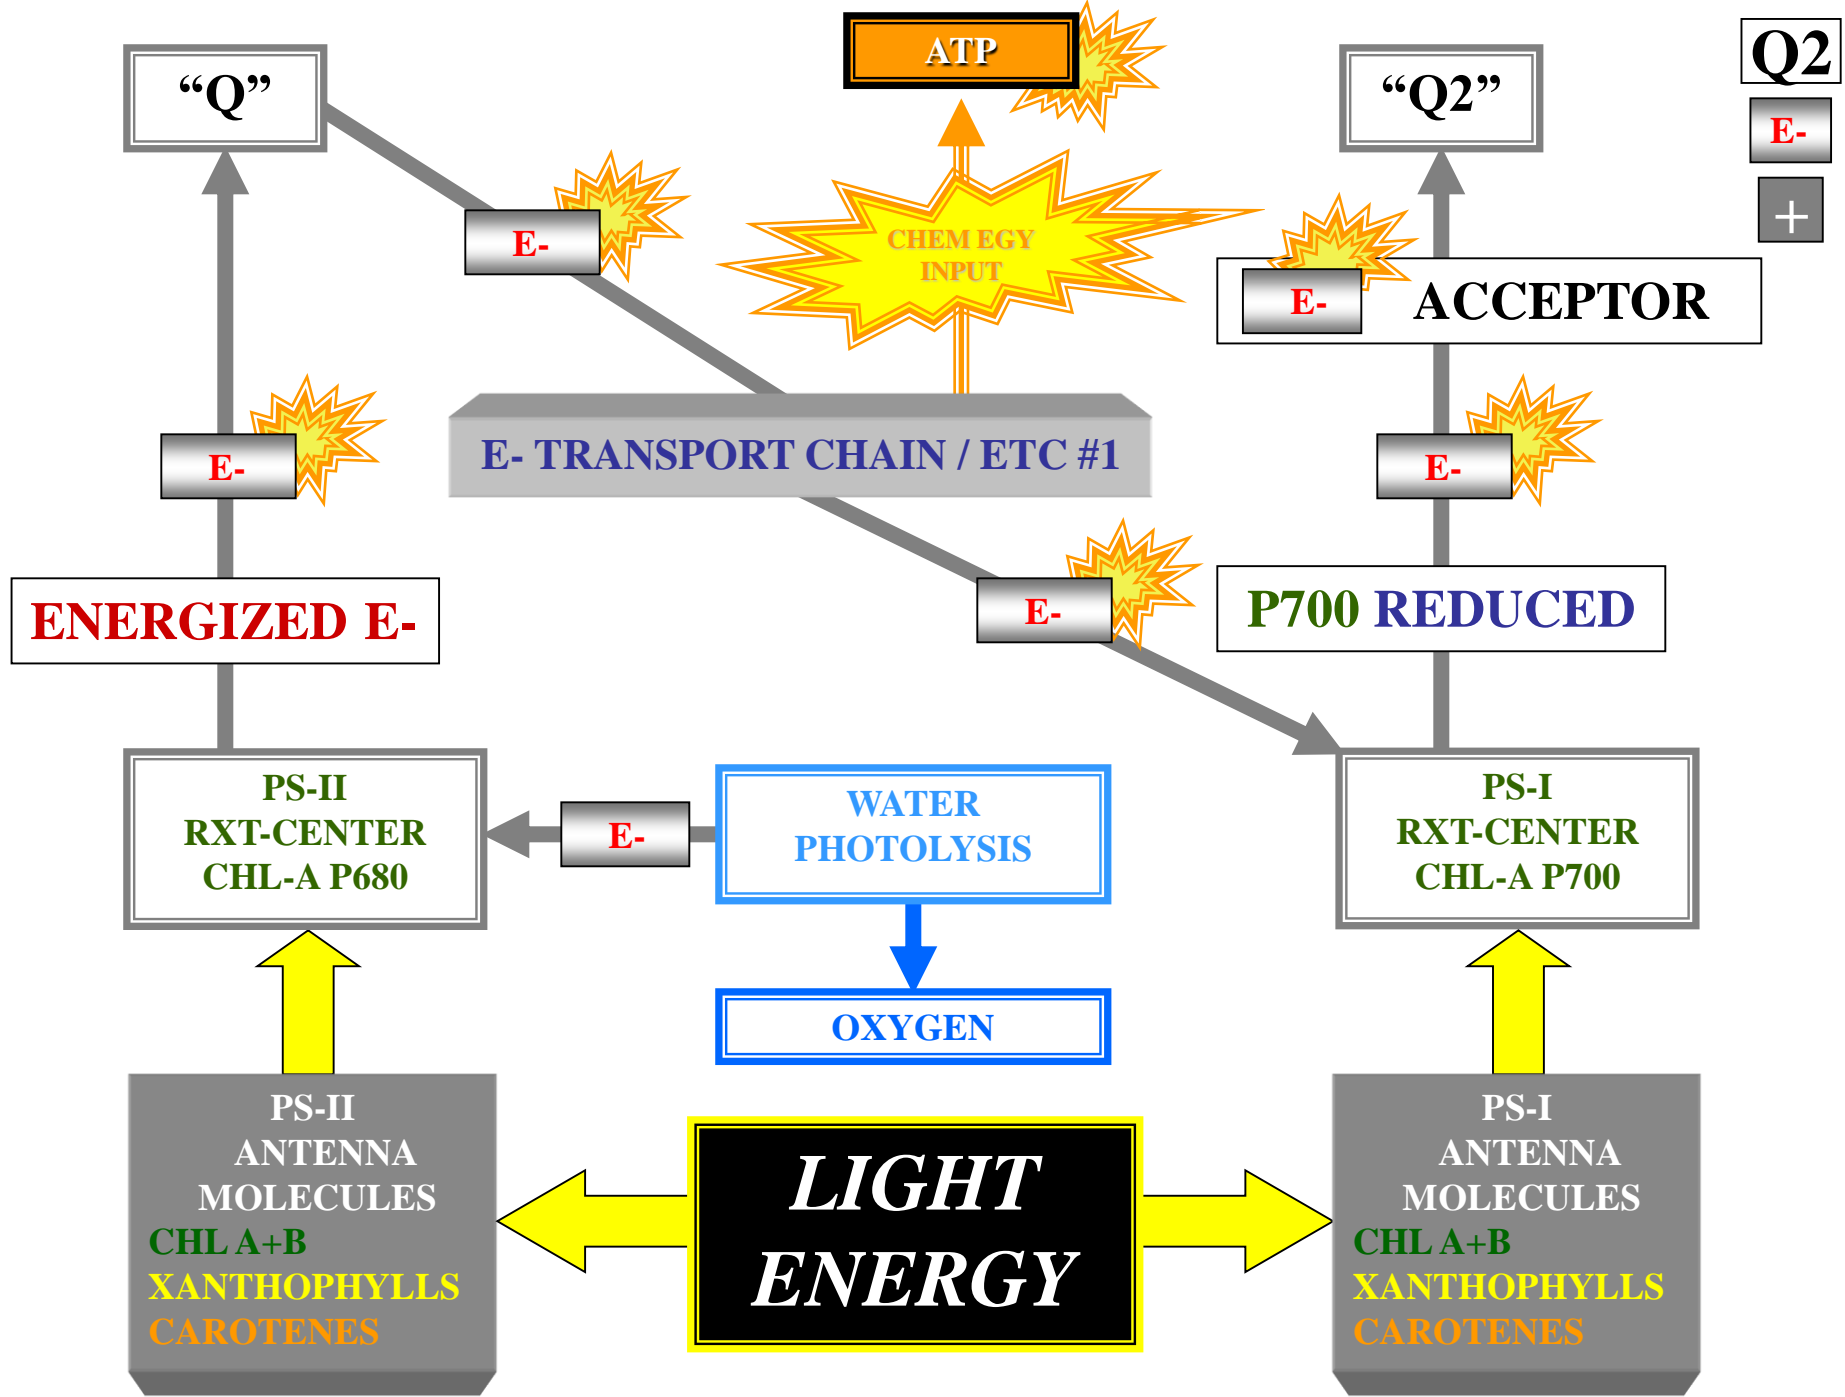 ATP
“Q”
“Q2”
Q2
E-
+
E-
CHEM EGY
INPUT
E- ACCEPTOR
E- TRANSPORT CHAIN / ETC #1
E-
E-
ENERGIZED E-
E-
P700 REDUCED
PS-II
RXT-CENTER
CHL-A P680
E-
WATER
PHOTOLYSIS
PS-I
RXT-CENTER
CHL-A P700
OXYGEN
PS-II
ANTENNA
MOLECULES
CHL A+B
XANTHOPHYLLS
CAROTENES
LIGHT
ENERGY
PS-I
ANTENNA
MOLECULES
CHL A+B
XANTHOPHYLLS
CAROTENES